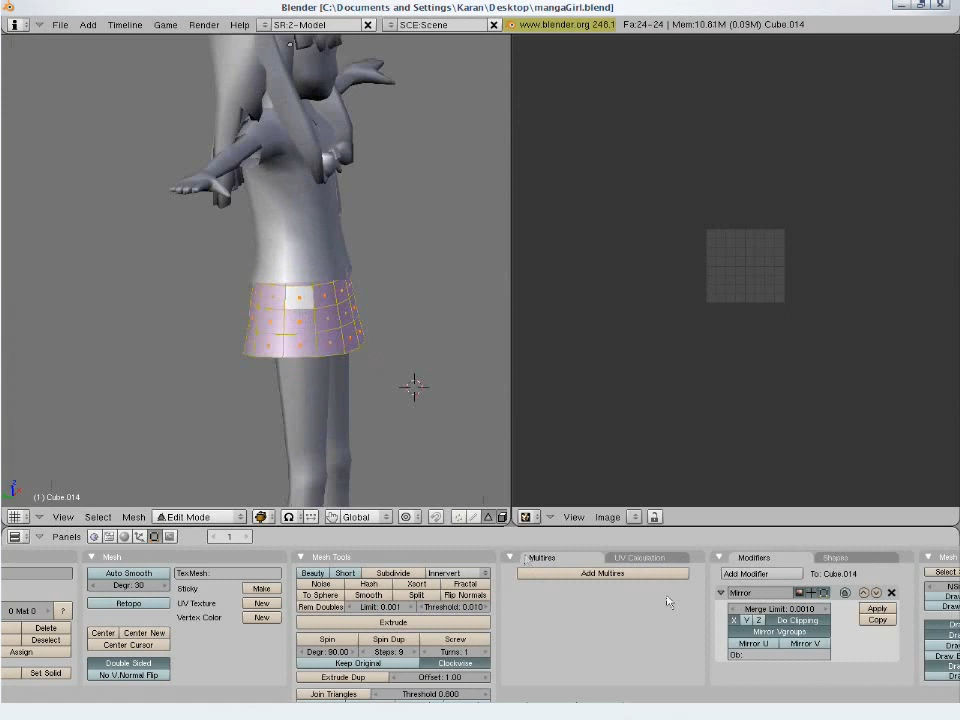 Blender [C:\Documents and Settings\Karan\Desktop\mangaGirl.blend]
File Add Timeline Game Render Help SR:2-Model SCE:Scene www.blender.org 248.1 Fa:24-24 | Mem:10.81M (0.09M) Cube.014
(1) Cube.014
View Select Mesh Edit Mode Global View Image
Panels 1
Mesh Mesh Tools Multires UV Calculation Modifiers Shapes Mesh
Auto Smooth TexMesh: Beauty Short Subdivide Innervert Add Multires Add Modifier To: Cube.014 Select S
Degr: 30 Sticky Make Noise Hash Xsort Fractal Mirror
UV Texture New To Sphere Smooth Split Flip Normals
0 Mat 0 ? Retopo Vertex Color New Rem Doubles Limit: 0.001 Threshold: 0.010 Merge Limit: 0.0010 Apply
Delete Extrude X Y Z Do Clipping Copy
Deselect Center Center New Spin Spin Dup Screw Mirror Vgroups
Assign Center Cursor Degr: 90.00 Steps: 9 Turns: 1 Mirror U Mirror V
Double Sided Keep Original Clockwise Ob:
Set Solid No V.Normal Flip Extrude Dup Offset: 1.00
Join Triangles Threshold 0.800